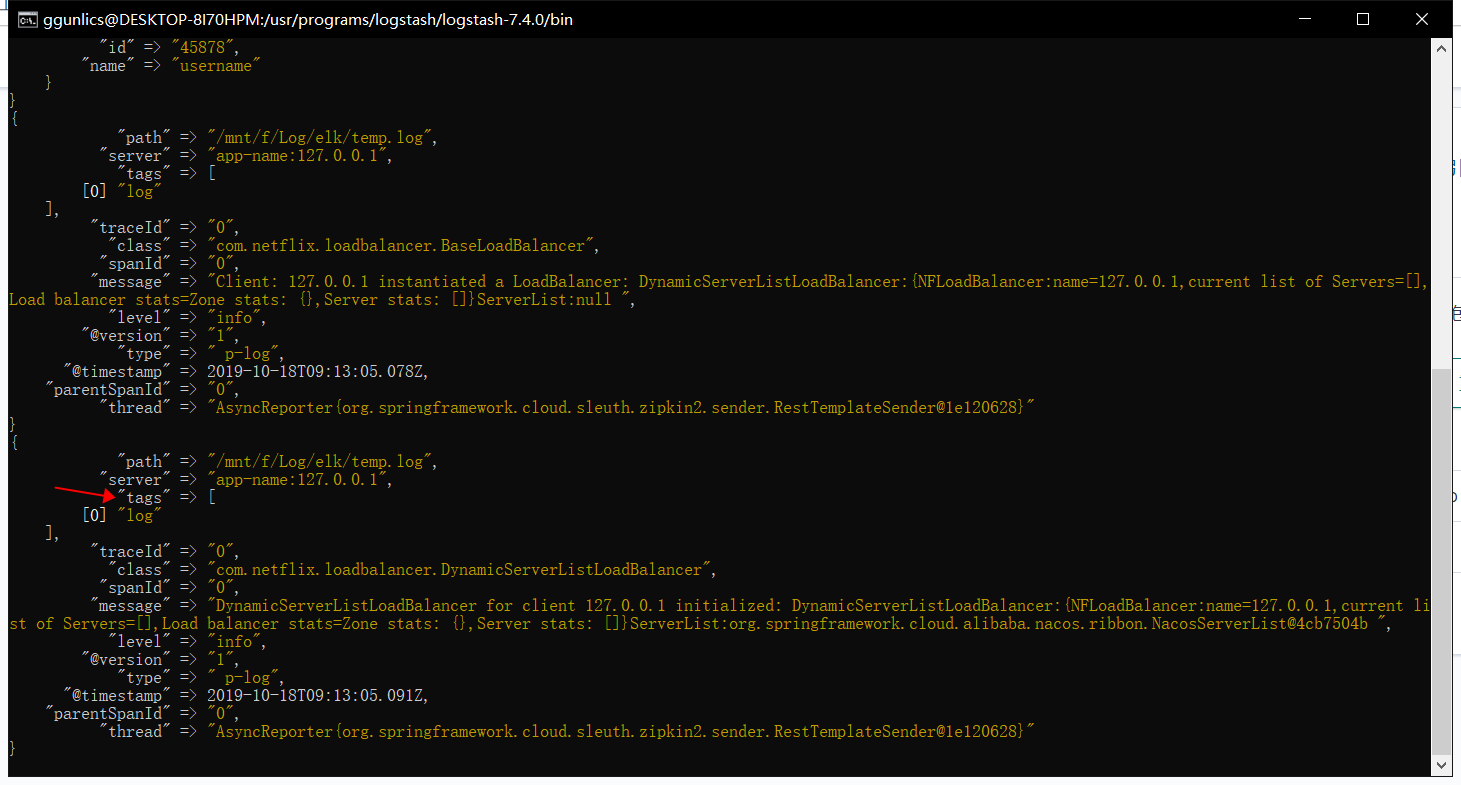 ggunlics@DESKTOP-8I70HPM:/usr/programs/logstash/logstash-7.4.0/bin
"id" => "45878",
"name" => "username"
}
}
{
"path" => "/mnt/f/Log/elk/temp.log",
"server" => "app-name:127.0.0.1",
"tags" => [
[0] "log"
],
"traceId" => "0",
"class" => "com.netflix.loadbalancer.BaseLoadBalancer",
"spanId" => "0",
"message" => "Client: 127.0.0.1 instantiated a LoadBalancer: DynamicServerListLoadBalancer:{NFLoadBalancer:name=127.0.0.1,current list of Servers=[],
Load balancer stats=Zone stats: {},Server stats: []}ServerList:null ",
"level" => "info",
"@version" => "1",
"type" => " p-log",
"@timestamp" => 2019-10-18T09:13:05.078Z,
"parentSpanId" => "0",
"thread" => "AsyncReporter{org.springframework.cloud.sleuth.zipkin2.sender.RestTemplateSender@1e120628}"
}
{
"path" => "/mnt/f/Log/elk/temp.log",
"server" => "app-name:127.0.0.1",
"tags" => [
[0] "log"
],
"traceId" => "0",
"class" => "com.netflix.loadbalancer.DynamicServerListLoadBalancer",
"spanId" => "0",
"message" => "DynamicServerListLoadBalancer for client 127.0.0.1 initialized: DynamicServerListLoadBalancer:{NFLoadBalancer:name=127.0.0.1,current li
st of Servers=[],Load balancer stats=Zone stats: {},Server stats: []}ServerList:org.springframework.cloud.alibaba.nacos.ribbon.NacosServerList@4cb7504b ",
"level" => "info",
"@version" => "1",
"type" => " p-log",
"@timestamp" => 2019-10-18T09:13:05.091Z,
"parentSpanId" => "0",
"thread" => "AsyncReporter{org.springframework.cloud.sleuth.zipkin2.sender.RestTemplateSender@1e120628}"
}